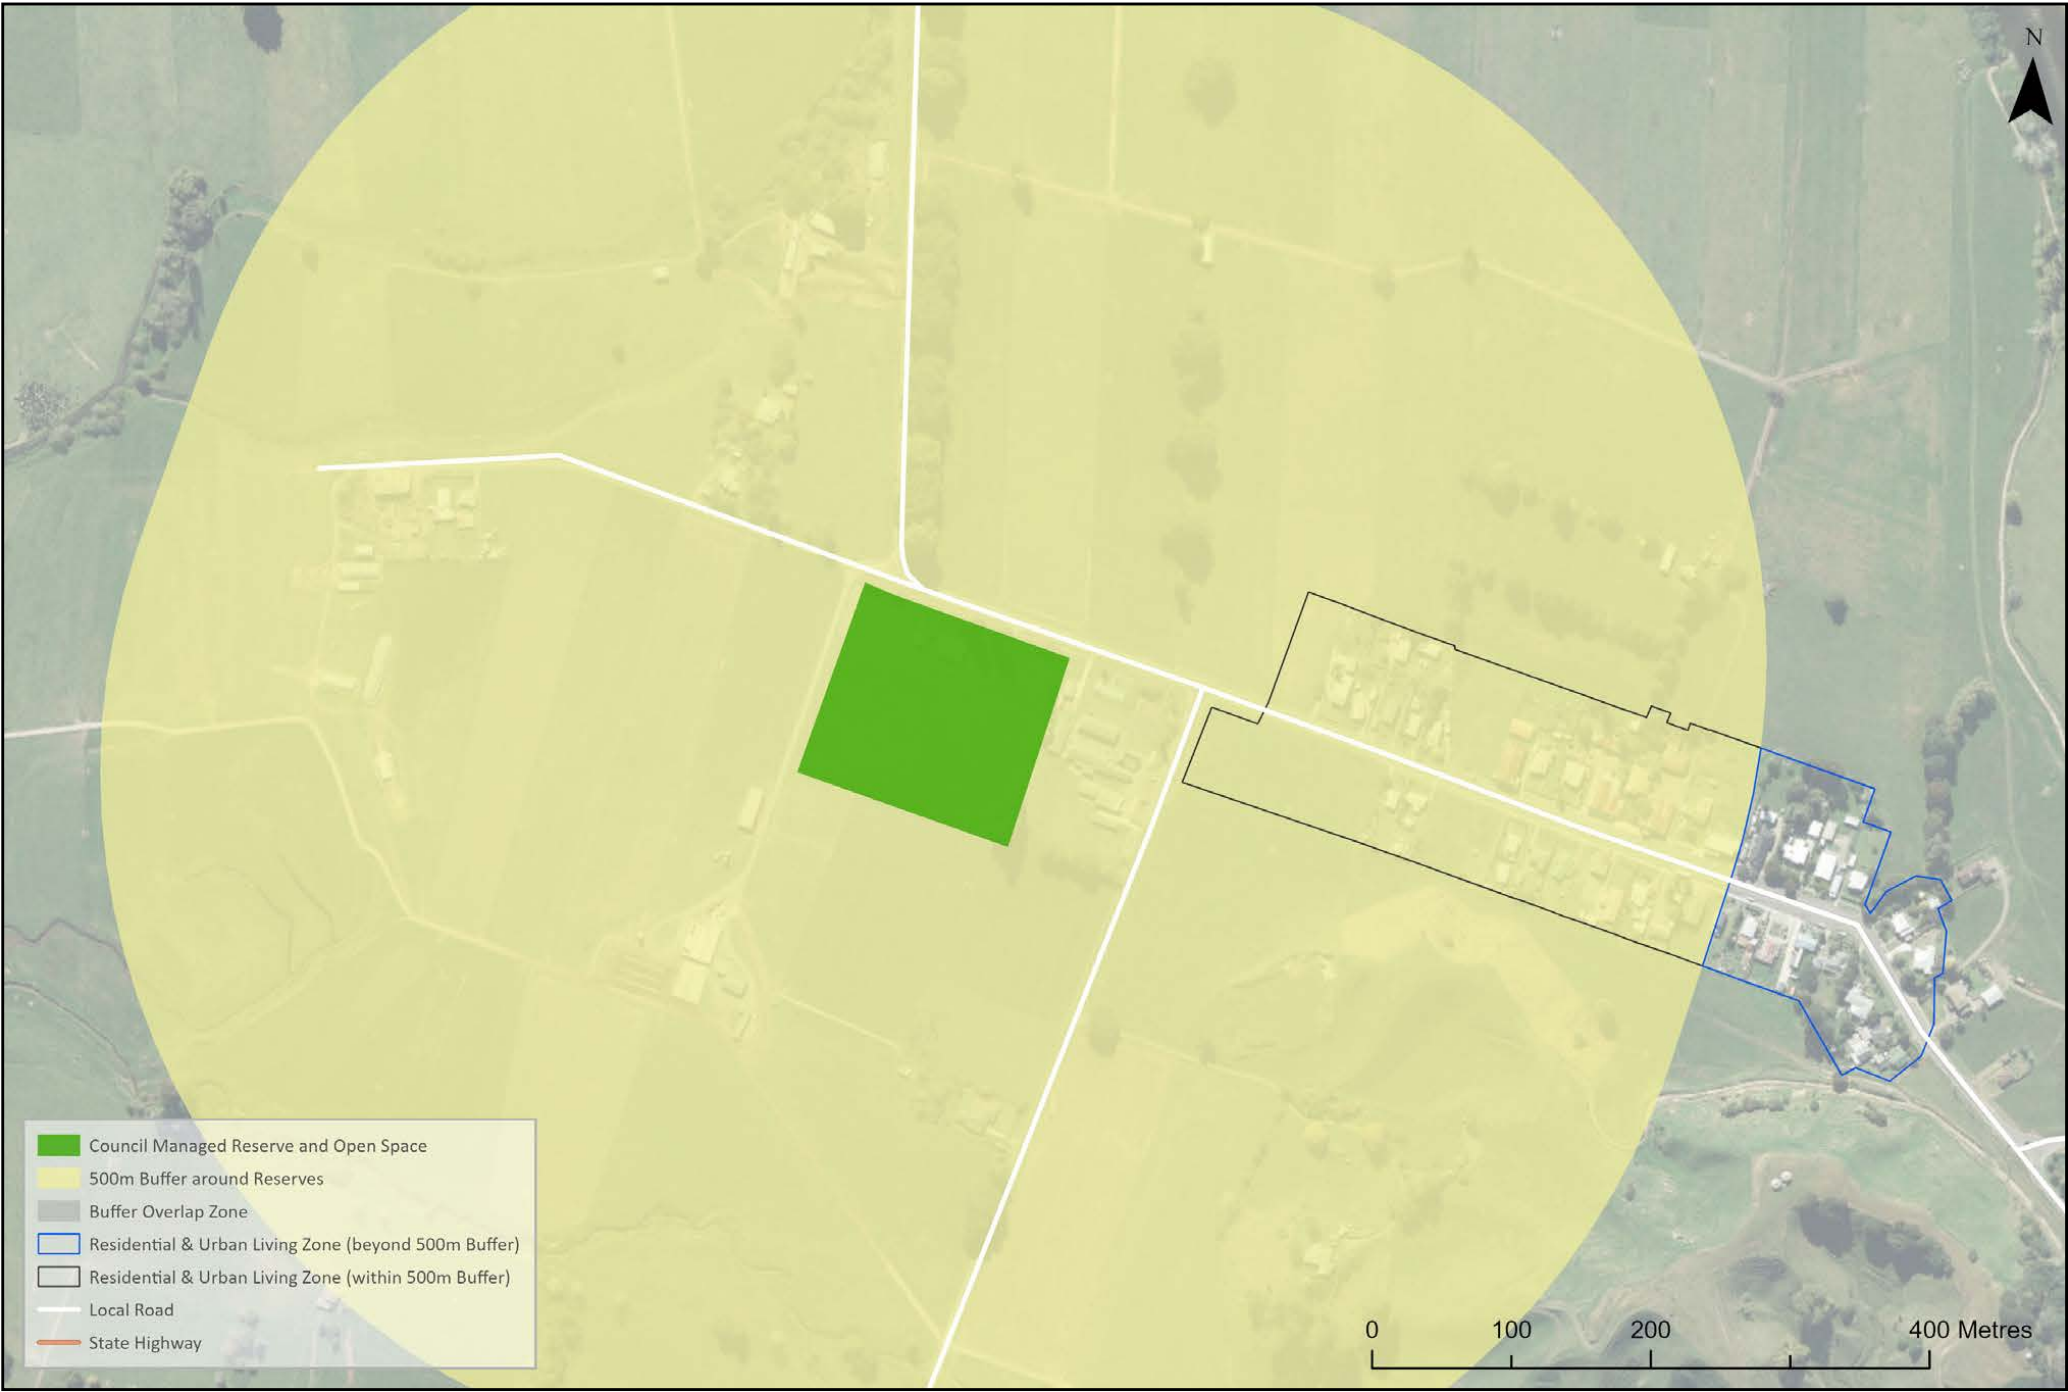 N
Council Managed Reserve and Open Space
500m Buffer around Reserves
Buffer Overlap Zone
Residential & Urban Living Zone (beyond 500m Buffer)
Residential & Urban Living Zone (within 500m Buffer)
Local Road
State Highway
0 100 200 400 Metres